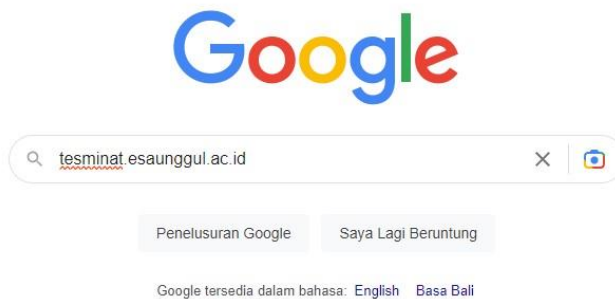 Google
tesminat.esaunggul.ac.id
Penelusuran Google Saya Lagi Beruntung
Google tersedia dalam bahasa: English Basa Bali